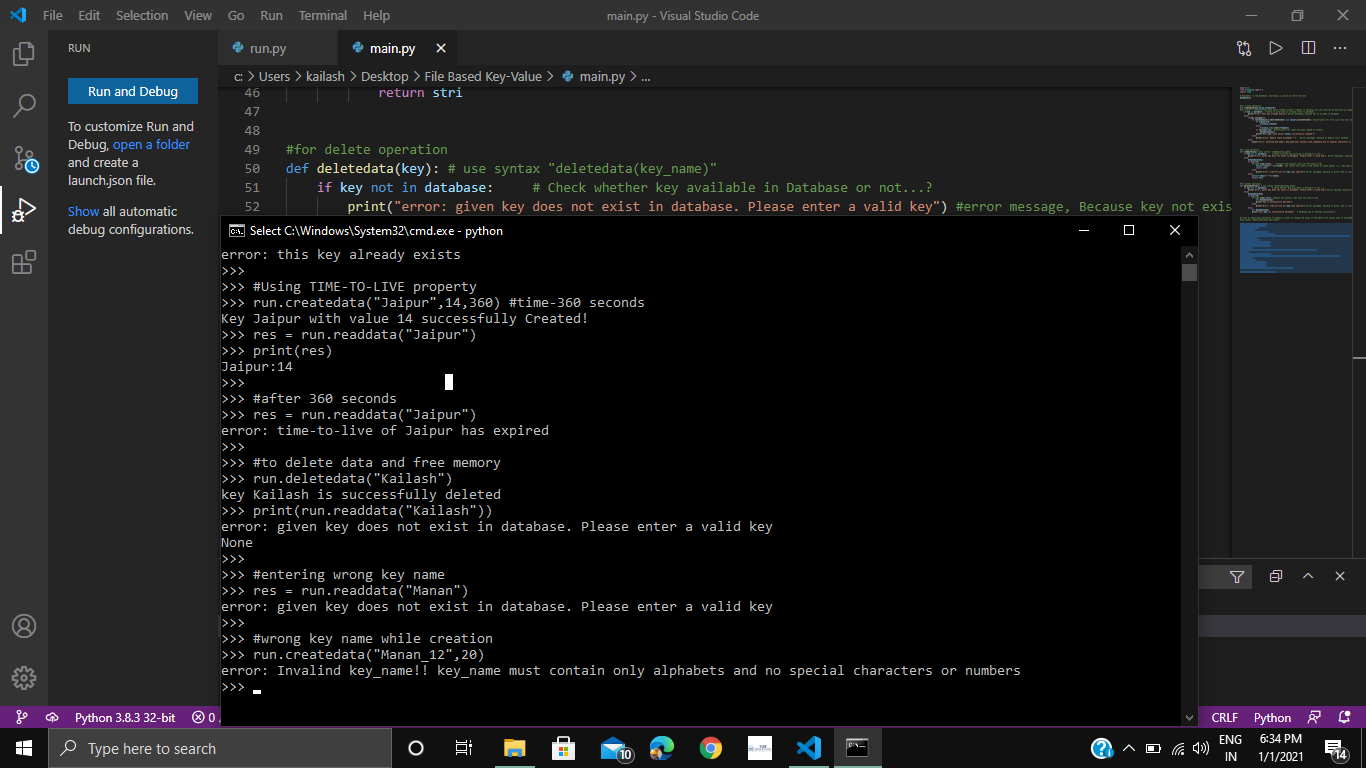 File Edit Selection View Go Run Terminal Help
main.py - Visual Studio Code
RUN
Run and Debug
To customize Run and
Debug, open a folder
and create a
launch.json file.
Show all automatic
debug configurations.
run.py
main.py
c: > Users > kailash > Desktop > File Based Key-Value > main.py > ...
46 return stri
47
48
49 #for delete operation
50 def deletedata(key): # use syntax "deletedata(key_name)"
51 if key not in database: # Check whether key available in Database or not...?
52 print("error: given key does not exist in database. Please enter a valid key") #error message, Because key not exis
Select C:\Windows\System32\cmd.exe - python
error: this key already exists
>>>
>>> #Using TIME-TO-LIVE property
>>> run.createdata("Jaipur",14,360) #time-360 seconds
Key Jaipur with value 14 successfully Created!
>>> res = run.readdata("Jaipur")
>>> print(res)
Jaipur:14
>>>
>>> #after 360 seconds
>>> res = run.readdata("Jaipur")
error: time-to-live of Jaipur has expired
>>>
>>> #to delete data and free memory
>>> run.deletedata("Kailash")
key Kailash is successfully deleted
>>> print(run.readdata("Kailash"))
error: given key does not exist in database. Please enter a valid key
None
>>>
>>> #entering wrong key name
>>> res = run.readdata("Manan")
error: given key does not exist in database. Please enter a valid key
>>>
>>> #wrong key name while creation
>>> run.createdata("Manan_12",20)
error: Invalind key_name!! key_name must contain only alphabets and no special characters or numbers
>>>
Python 3.8.3 32-bit
0
CRLF
Python
Type here to search
10
ENG
IN
6:34 PM
1/1/2021
14